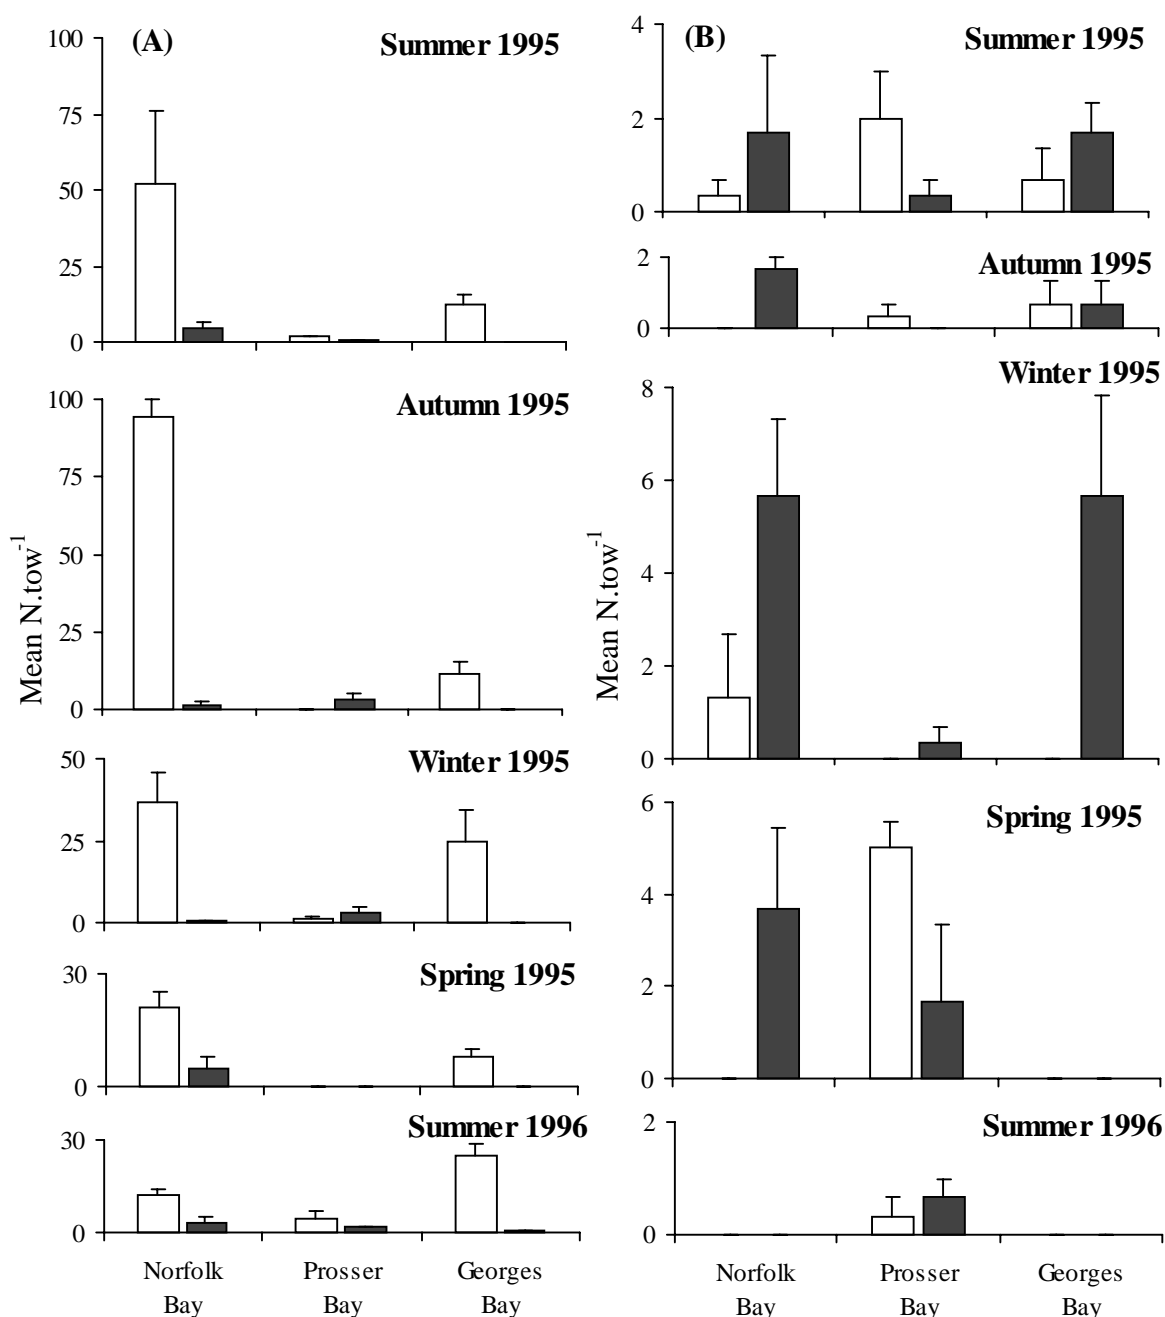 (A)
Summer 1995
100
75
50
25
0
Autumn 1995
100
75
50
25
0
Mean N.tow-1
Winter 1995
50
25
0
Spring 1995
30
0
Summer 1996
30
0
Norfolk Bay
Prosser Bay
Georges Bay
(B)
Summer 1995
4
2
0
Autumn 1995
2
0
Winter 1995
8
6
4
2
0
Mean N.tow-1
Spring 1995
6
4
2
0
Summer 1996
2
0
Norfolk Bay
Prosser Bay
Georges Bay